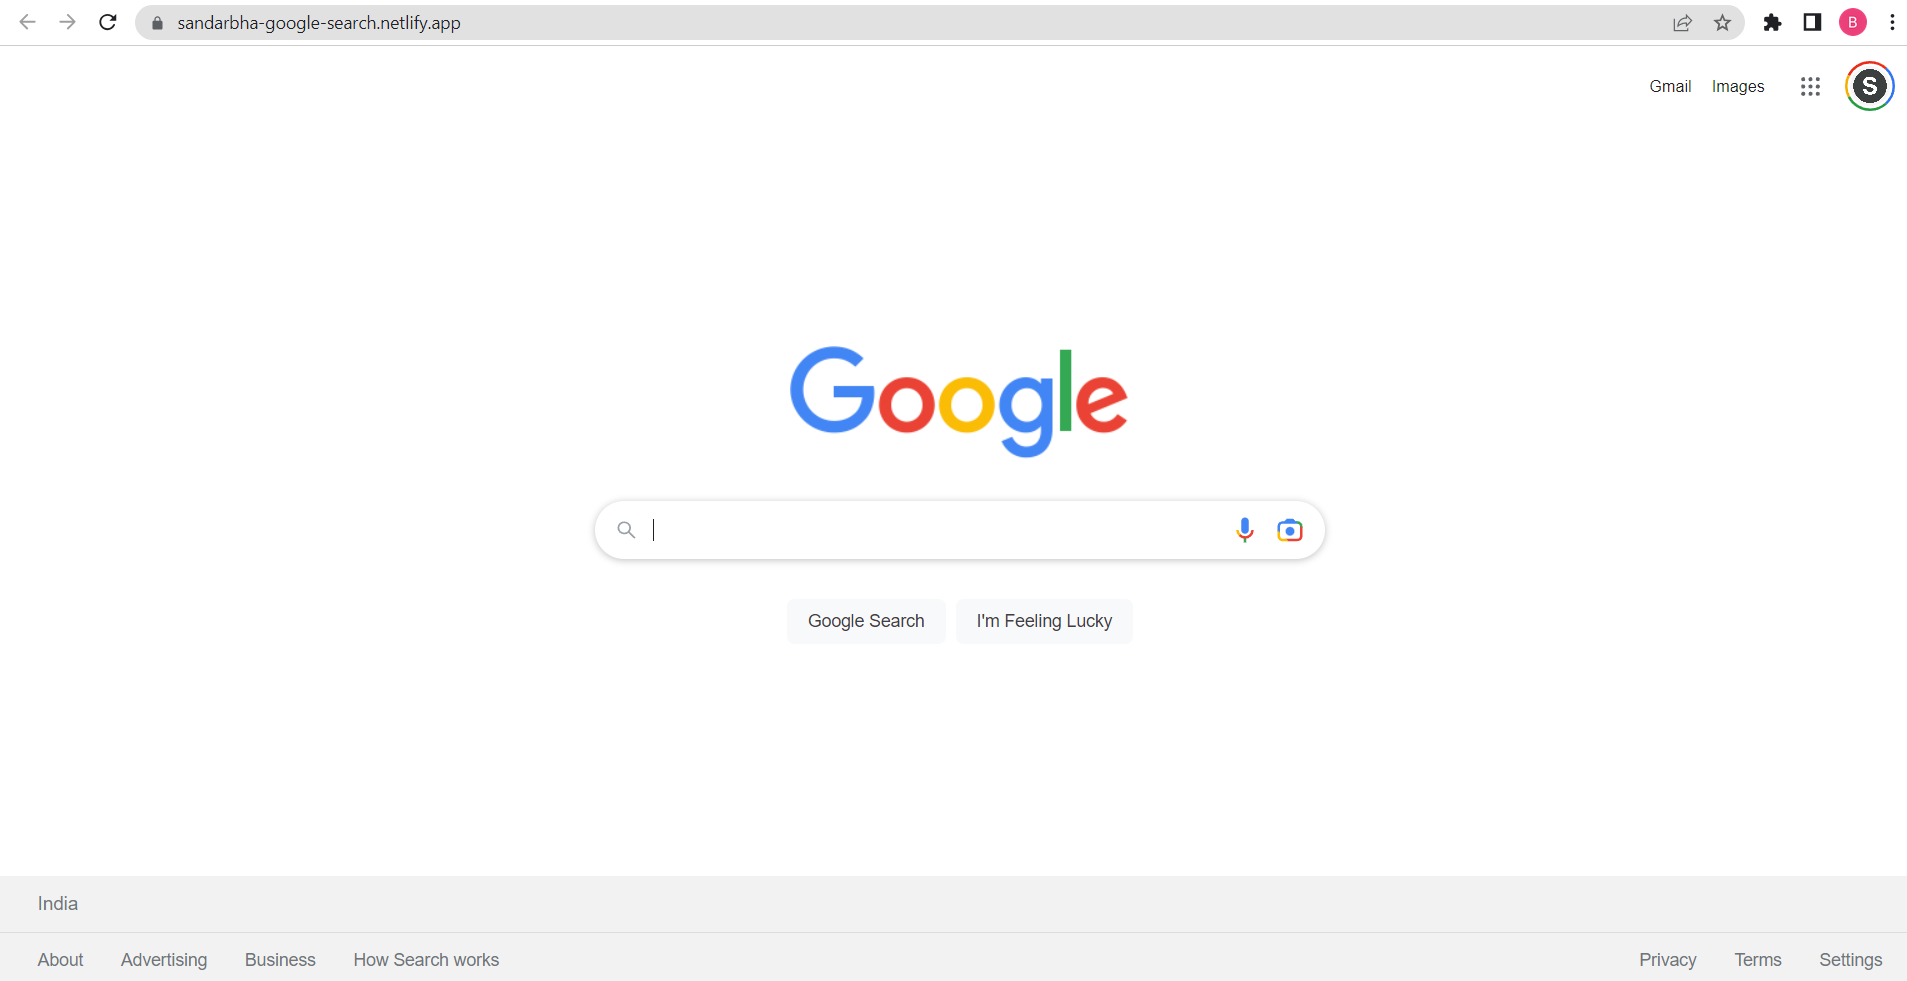 sandarbha-google-search.netlify.app
B
Gmail Images
S
Google
Google Search I'm Feeling Lucky
India
About Advertising Business How Search works Privacy Terms Settings